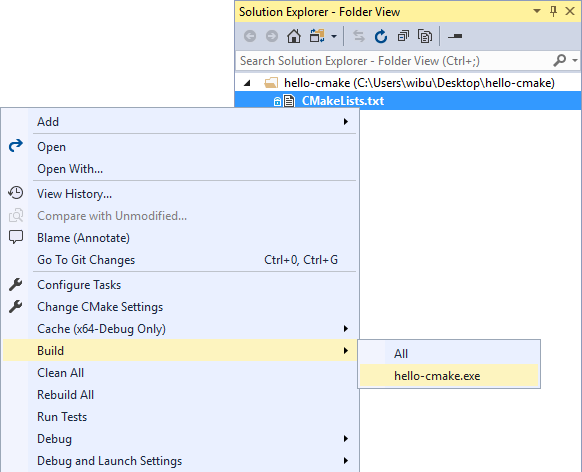 Solution Explorer - Folder View
Search Solution Explorer - Folder View (Ctrl+;)
hello-cmake (C:\Users\wibu\Desktop\hello-cmake)
CMakeLists.txt
Add
Open
Open With...
View History...
Compare with Unmodified...
Blame (Annotate)
Go To Git Changes Ctrl+0, Ctrl+G
Configure Tasks
Change CMake Settings
Cache (x64-Debug Only)
Build
All
hello-cmake.exe
Clean All
Rebuild All
Run Tests
Debug
Debug and Launch Settings